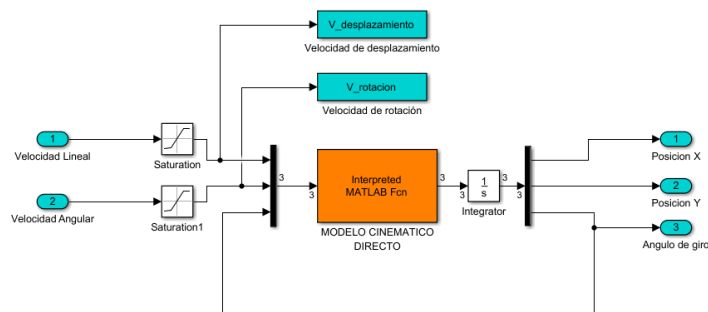 V_desplazamiento
Velocidad de desplazamiento
V_rotacion
Velocidad de rotación
1
Velocidad Lineal
Saturation
2
Velocidad Angular
Saturation1
3
3
Interpreted
MATLAB Fcn
MODELO CINEMATICO
DIRECTO
3
3
1
s
Integrator
3
3
1
Posicion X
2
Posicion Y
3
Angulo de giro